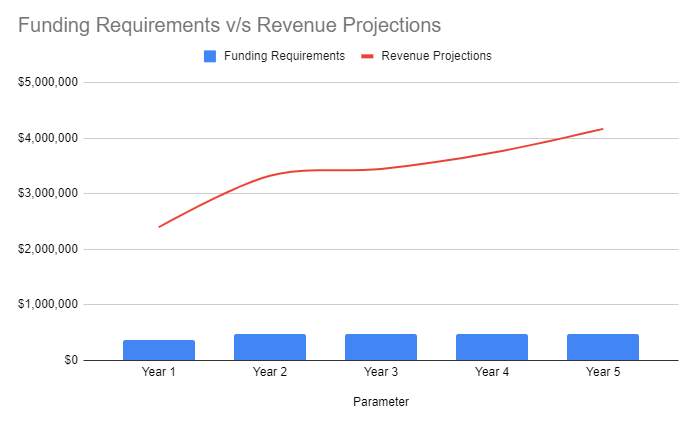 Funding Requirements v/s Revenue Projections
Funding Requirements Revenue Projections
$5,000,000
$4,000,000
$3,000,000
$2,000,000
$1,000,000
$0
Year 1 Year 2 Year 3 Year 4 Year 5
Parameter